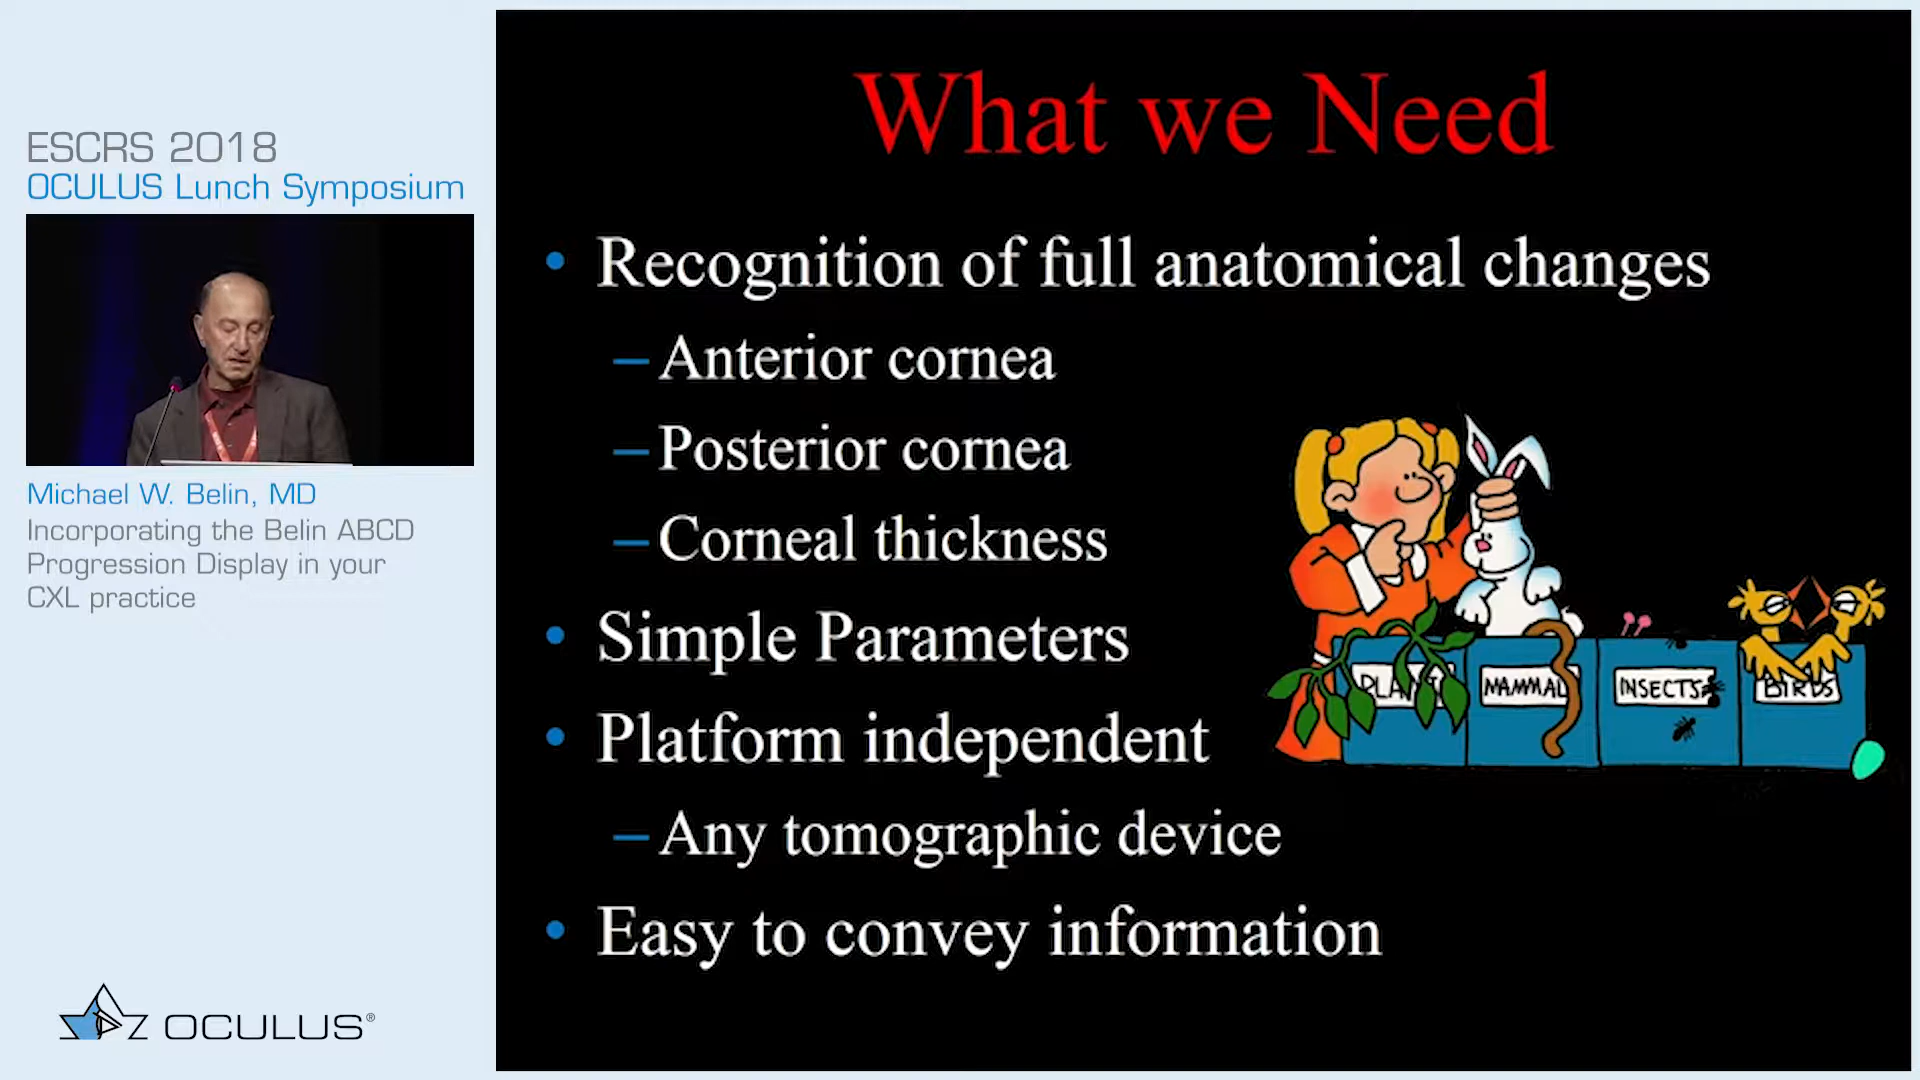 ESCRS 2018
OCULUS Lunch Symposium
Michael W. Belin, MD
Incorporating the Belin ABCD
Progression Display in your
CXL practice
OCULUS®
What we Need
• Recognition of full anatomical changes
– Anterior cornea
– Posterior cornea
– Corneal thickness
• Simple Parameters
• Platform independent
– Any tomographic device
• Easy to convey information
MAMMAL
INSECTS
BIRDS